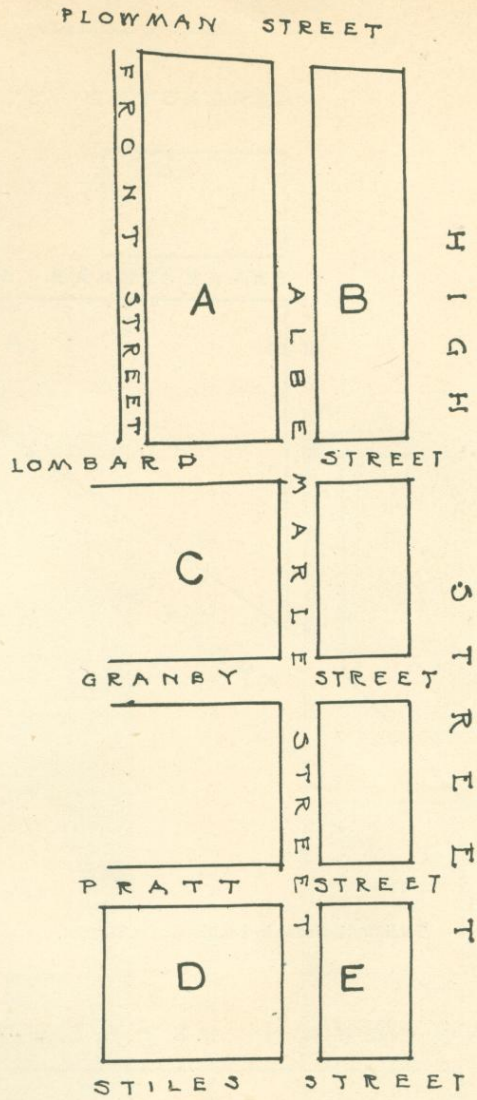 PLOWMAN STREET
FRONT STREET
A
B
ALBEMARLE STREET
HIGH STREET
LOMBARD STREET
C
GRANBY STREET
PRATT STREET
D
E
STILES STREET